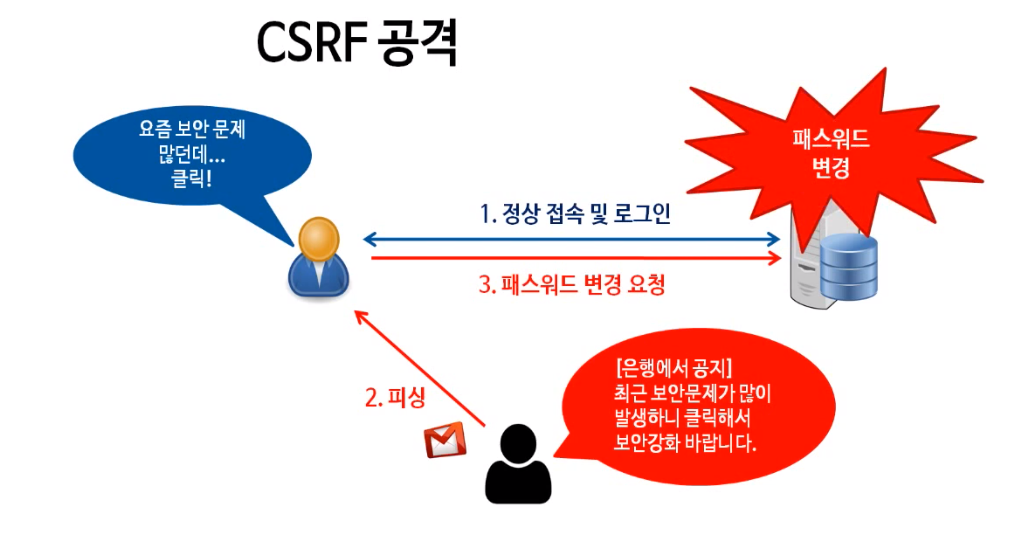 CSRF 공격
요즘 보안 문제
많던데...
클릭!
패스워드
변경
1. 정상 접속 및 로그인
3. 패스워드 변경 요청
2. 피싱
[은행에서 공지]
최근 보안문제가 많이
발생하니 클릭해서
보안강화 바랍니다.